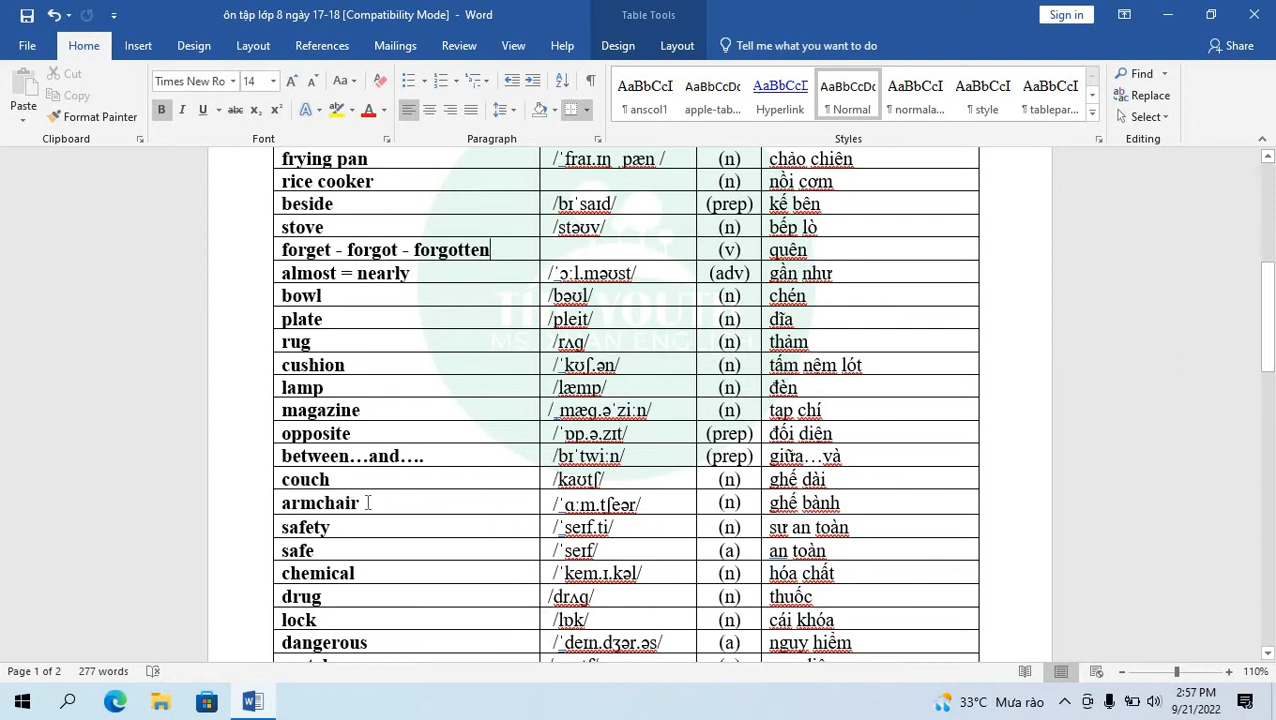 ôn tập lớp 8 ngày 17-18 [Compatibility Mode] - Word
Table Tools
Sign in
File Home Insert Design Layout References Mailings Review View Help Design Layout Tell me what you want to do Share
Paste
Cut
Copy
Format Painter
Clipboard
Times New Ro 14
Font
Paragraph
AaBbCcI AaBbCcDc AaBbCcI AaBbCcDc AaBbCcI AaBbCcI AaBbCcI
¶ anscol1 apple-tab... Hyperlink ¶ Normal ¶ normala... ¶ style ¶ tablepar...
Styles
Find
Replace
Select
Editing
frying pan /ˈfraɪ.ɪŋ ˌpæn / (n) chảo chiên
rice cooker (n) nồi cơm
beside /bɪˈsaɪd/ (prep) kế bên
stove /stəʊv/ (n) bếp lò
forget - forgot - forgotten (v) quên
almost = nearly /ˈɔːl.məʊst/ (adv) gần như
bowl /bəʊl/ (n) chén
plate /pleit/ (n) dĩa
rug /rʌɡ/ (n) thảm
cushion /ˈkʊʃ.ən/ (n) tấm nệm lót
lamp /læmp/ (n) đèn
magazine /ˌmæɡ.əˈziːn/ (n) tạp chí
opposite /ˈɒp.ə.zɪt/ (prep) đối diện
between…and…. /bɪˈtwiːn/ (prep) giữa…và
couch /kaʊtʃ/ (n) ghế dài
armchair /ˈɑːm.tʃeər/ (n) ghế bành
safety /ˈseɪf.ti/ (n) sự an toàn
safe /ˈseɪf/ (a) an toàn
chemical /ˈkem.ɪ.kəl/ (n) hóa chất
drug /drʌɡ/ (n) thuốc
lock /lɒk/ (n) cái khóa
dangerous /ˈdeɪn.dʒər.əs/ (a) nguy hiểm
Page 1 of 2 277 words 110%
33°C Mưa rào
2:57 PM
9/21/2022